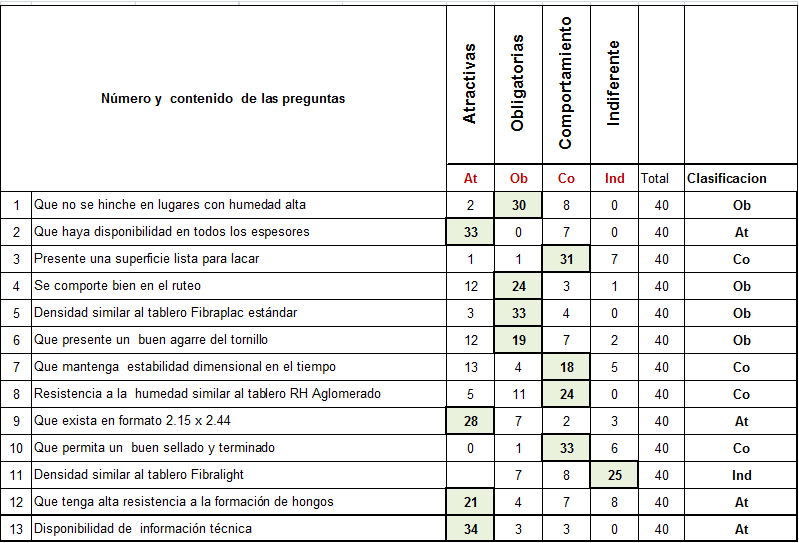 Número y contenido de las preguntas Atractivas Obligatorias Comportamiento Indiferente
At Ob Co Ind Total Clasificacion
1 Que no se hinche en lugares con humedad alta 2 30 8 0 40 Ob
2 Que haya disponibilidad en todos los espesores 33 0 7 0 40 At
3 Presente una superficie lista para lacar 1 1 31 7 40 Co
4 Se comporte bien en el ruteo 12 24 3 1 40 Ob
5 Densidad similar al tablero Fibraplac estándar 3 33 4 0 40 Ob
6 Que presente un buen agarre del tornillo 12 19 7 2 40 Ob
7 Que mantenga estabilidad dimensional en el tiempo 13 4 18 5 40 Co
8 Resistencia a la humedad similar al tablero RH Aglomerado 5 11 24 0 40 Co
9 Que exista en formato 2.15 x 2.44 28 7 2 3 40 At
10 Que permita un buen sellado y terminado 0 1 33 6 40 Co
11 Densidad similar al tablero Fibralight 7 8 25 40 Ind
12 Que tenga alta resistencia a la formación de hongos 21 4 7 8 40 At
13 Disponibilidad de información técnica 34 3 3 0 40 At